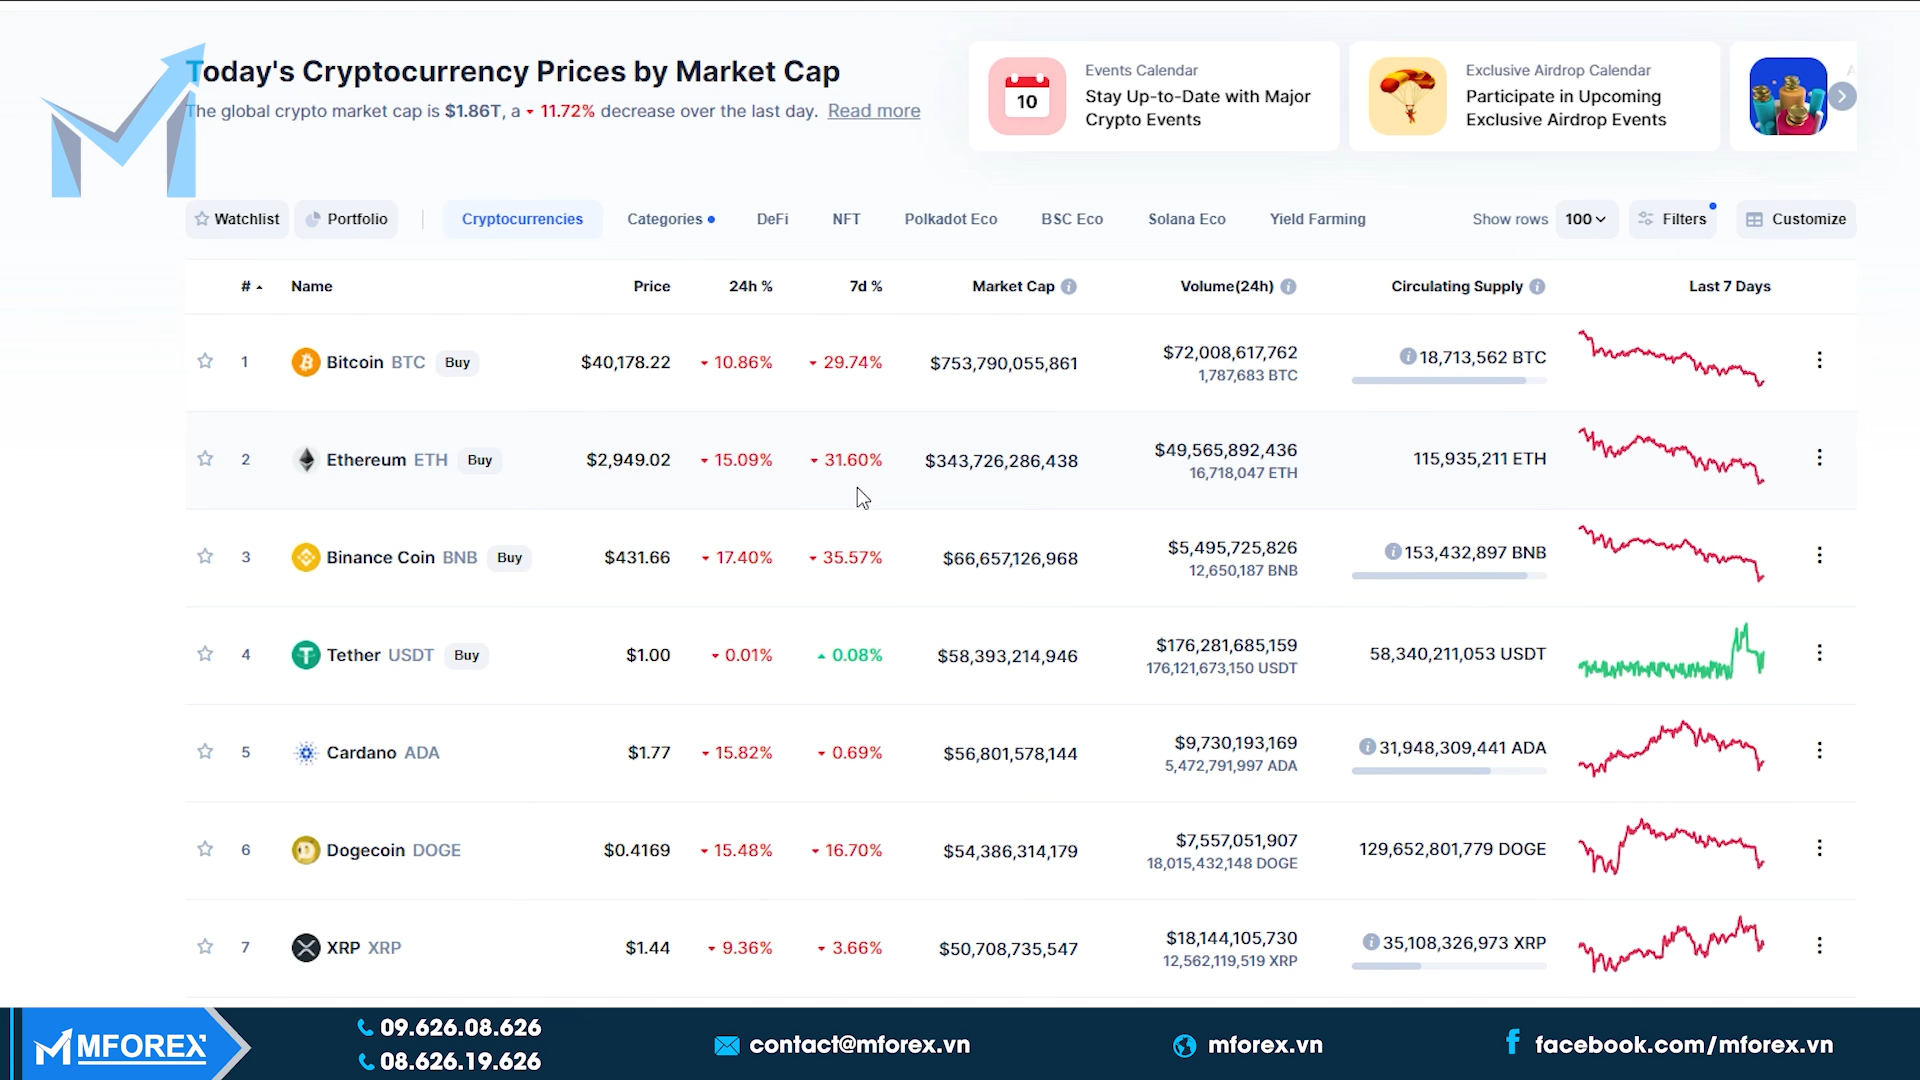 Today's Cryptocurrency Prices by Market Cap
The global crypto market cap is $1.86T, a 11.72% decrease over the last day. Read more
10
Events Calendar
Stay Up-to-Date with Major
Crypto Events
Exclusive Airdrop Calendar
Participate in Upcoming
Exclusive Airdrop Events
Watchlist Portfolio Cryptocurrencies Categories DeFi NFT Polkadot Eco BSC Eco Solana Eco Yield Farming Show rows 100 Filters Customize
# Name Price 24h % 7d % Market Cap Volume(24h) Circulating Supply Last 7 Days
1 Bitcoin BTC Buy $40,178.22 10.86% 29.74% $753,790,055,861 $72,008,617,762 18,713,562 BTC
1,787,683 BTC
2 Ethereum ETH Buy $2,949.02 15.09% 31.60% $343,726,286,438 $49,565,892,436 115,935,211 ETH
16,718,047 ETH
3 Binance Coin BNB Buy $431.66 17.40% 35.57% $66,657,126,968 $5,495,725,826 153,432,897 BNB
12,650,187 BNB
4 Tether USDT Buy $1.00 0.01% 0.08% $58,393,214,946 $176,281,685,159 58,340,211,053 USDT
176,121,673,150 USDT
5 Cardano ADA $1.77 15.82% 0.69% $56,801,578,144 $9,730,193,169 31,948,309,441 ADA
5,472,791,997 ADA
6 Dogecoin DOGE $0.4169 15.48% 16.70% $54,386,314,179 $7,557,051,907 129,652,801,779 DOGE
18,015,432,148 DOGE
7 XRP XRP $1.44 9.36% 3.66% $50,708,735,547 $18,144,105,730 35,108,326,973 XRP
12,562,119,519 XRP
MFOREX
09.626.08.626
08.626.19.626
contact@mforex.vn
mforex.vn
facebook.com/mforex.vn